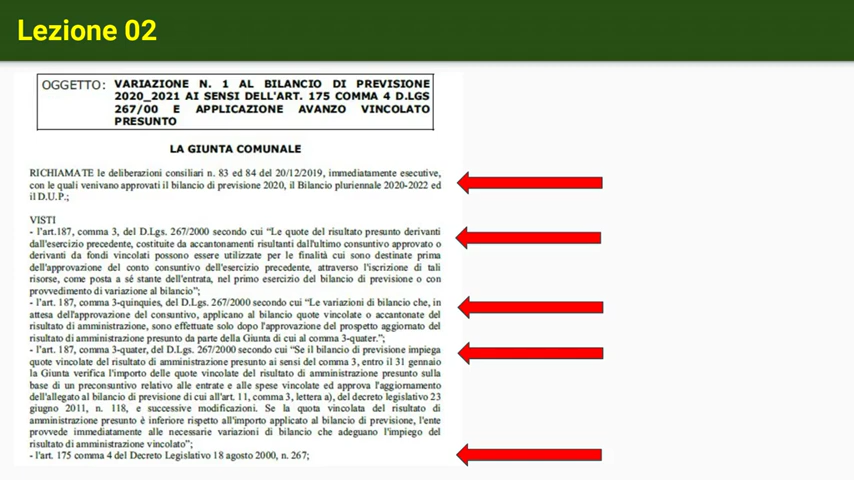 Lezione 02
OGGETTO: VARIAZIONE N. 1 AL BILANCIO DI PREVISIONE
2020_2021 AI SENSI DELL'ART. 175 COMMA 4 D.LGS
267/00 E APPLICAZIONE AVANZO VINCOLATO
PRESUNTO
LA GIUNTA COMUNALE
RICHIAMATE le deliberazioni consiliari n. 83 ed 84 del 20/12/2019, immediatamente esecutive,
con le quali venivano approvati il bilancio di previsione 2020, il Bilancio pluriennale 2020-2022 ed
il D.U.P.;
VISTI
- l'art.187, comma 3, del D.Lgs. 267/2000 secondo cui "Le quote del risultato presunto derivanti
dall'esercizio precedente, costituite da accantonamenti risultanti dall'ultimo consuntivo approvato o
derivanti da fondi vincolati possono essere utilizzate per le finalità cui sono destinate prima
dell'approvazione del conto consuntivo dell'esercizio precedente, attraverso l'iscrizione di tali
risorse, come posta a sé stante dell'entrata, nel primo esercizio del bilancio di previsione o con
provvedimento di variazione al bilancio";
- l'art. 187, comma 3-quinquies, del D.Lgs. 267/2000 secondo cui "Le variazioni di bilancio che, in
attesa dell'approvazione del consuntivo, applicano al bilancio quote vincolate o accantonate del
risultato di amministrazione, sono effettuate solo dopo l'approvazione del prospetto aggiornato del
risultato di amministrazione presunto da parte della Giunta di cui al comma 3-quater.";
- l'art. 187, comma 3-quater, del D.Lgs. 267/2000 secondo cui "Se il bilancio di previsione impiega
quote vincolate del risultato di amministrazione presunto ai sensi del comma 3, entro il 31 gennaio
la Giunta verifica l'importo delle quote vincolate del risultato di amministrazione presunto sulla
base di un preconsuntivo relativo alle entrate e alle spese vincolate ed approva l'aggiornamento
dell'allegato al bilancio di previsione di cui all'art. 11, comma 3, lettera a), del decreto legislativo 23
giugno 2011, n. 118, e successive modificazioni. Se la quota vincolata del risultato di
amministrazione presunto è inferiore rispetto all'importo applicato al bilancio di previsione, l'ente
provvede immediatamente alle necessarie variazioni di bilancio che adeguano l'impiego del
risultato di amministrazione vincolato";
- l'art. 175 comma 4 del Decreto Legislativo 18 agosto 2000, n. 267;